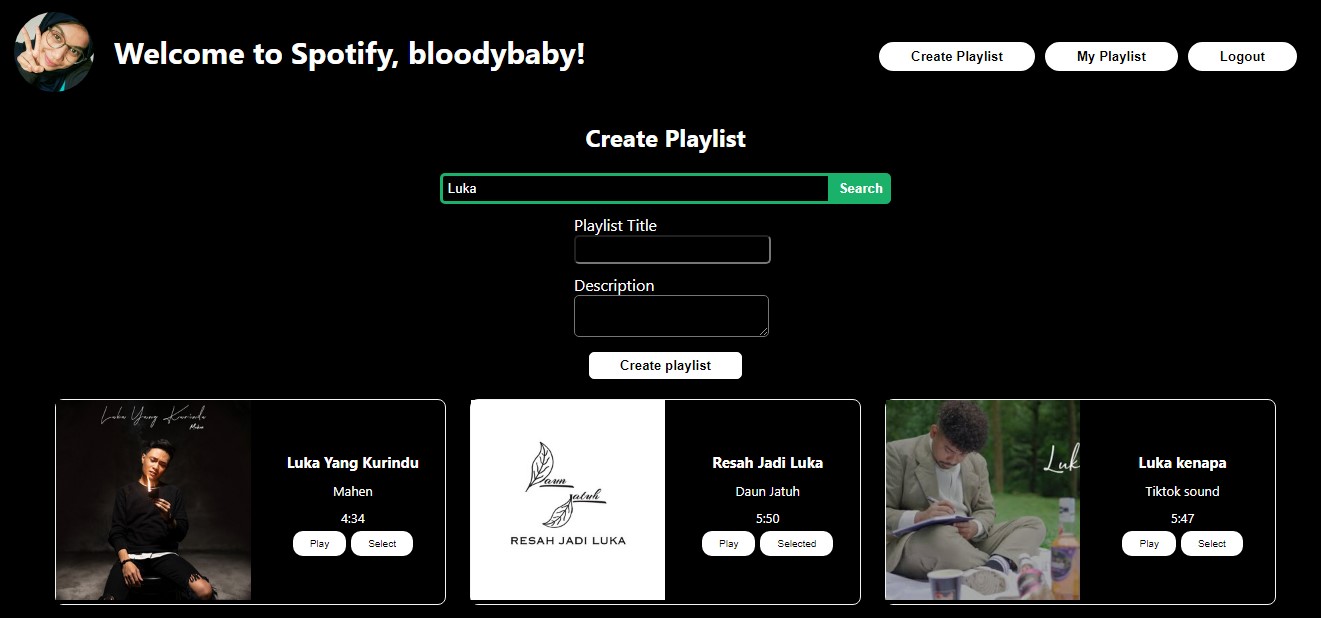 Welcome to Spotify, bloodybaby!
Create Playlist
My Playlist
Logout
Create Playlist
Luka
Search
Playlist Title
Description
Create playlist
Luka Yang Kurindu
Mahen
Luka Yang Kurindu
Mahen
4:34
Play
Select
Daun
Jatuh
RESAH JADI LUKA
Resah Jadi Luka
Daun Jatuh
5:50
Play
Selected
Luk
Luka kenapa
Tiktok sound
5:47
Play
Select